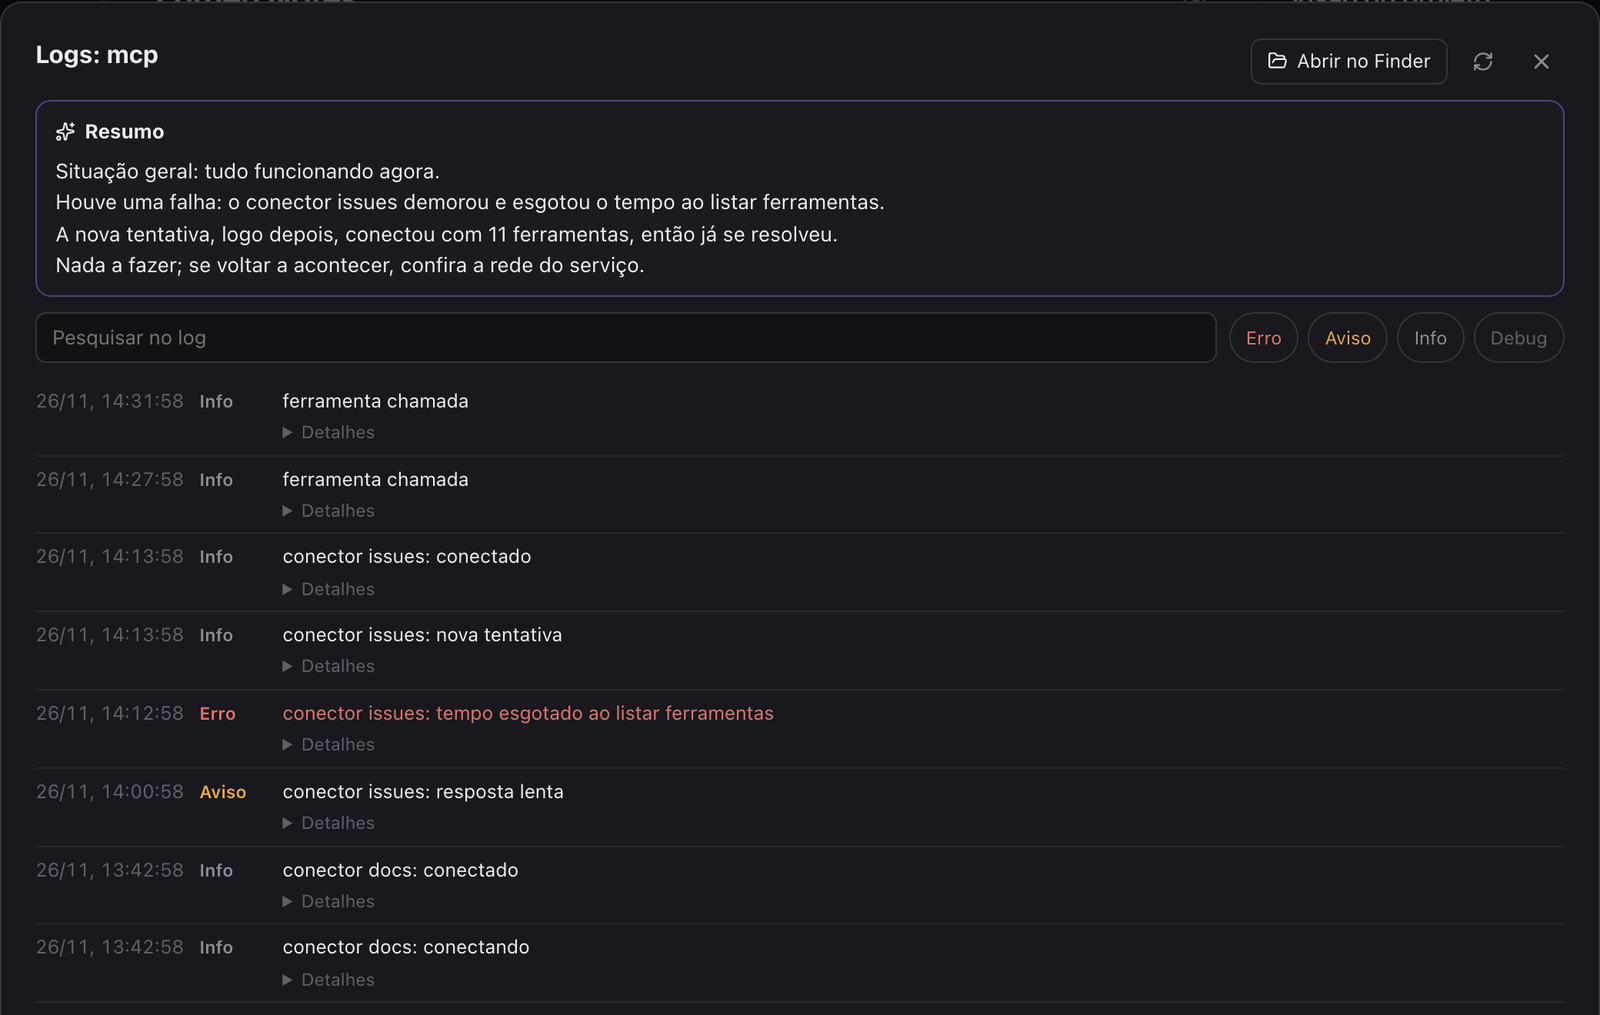 Logs: mcp
Abrir no Finder
Resumo
Situação geral: tudo funcionando agora.
Houve uma falha: o conector issues demorou e esgotou o tempo ao listar ferramentas.
A nova tentativa, logo depois, conectou com 11 ferramentas, então já se resolveu.
Nada a fazer; se voltar a acontecer, confira a rede do serviço.
Pesquisar no log
Erro
Aviso
Info
Debug
26/11, 14:31:58 Info ferramenta chamada
Detalhes
26/11, 14:27:58 Info ferramenta chamada
Detalhes
26/11, 14:13:58 Info conector issues: conectado
Detalhes
26/11, 14:13:58 Info conector issues: nova tentativa
Detalhes
26/11, 14:12:58 Erro conector issues: tempo esgotado ao listar ferramentas
Detalhes
26/11, 14:00:58 Aviso conector issues: resposta lenta
Detalhes
26/11, 13:42:58 Info conector docs: conectado
Detalhes
26/11, 13:42:58 Info conector docs: conectando
Detalhes